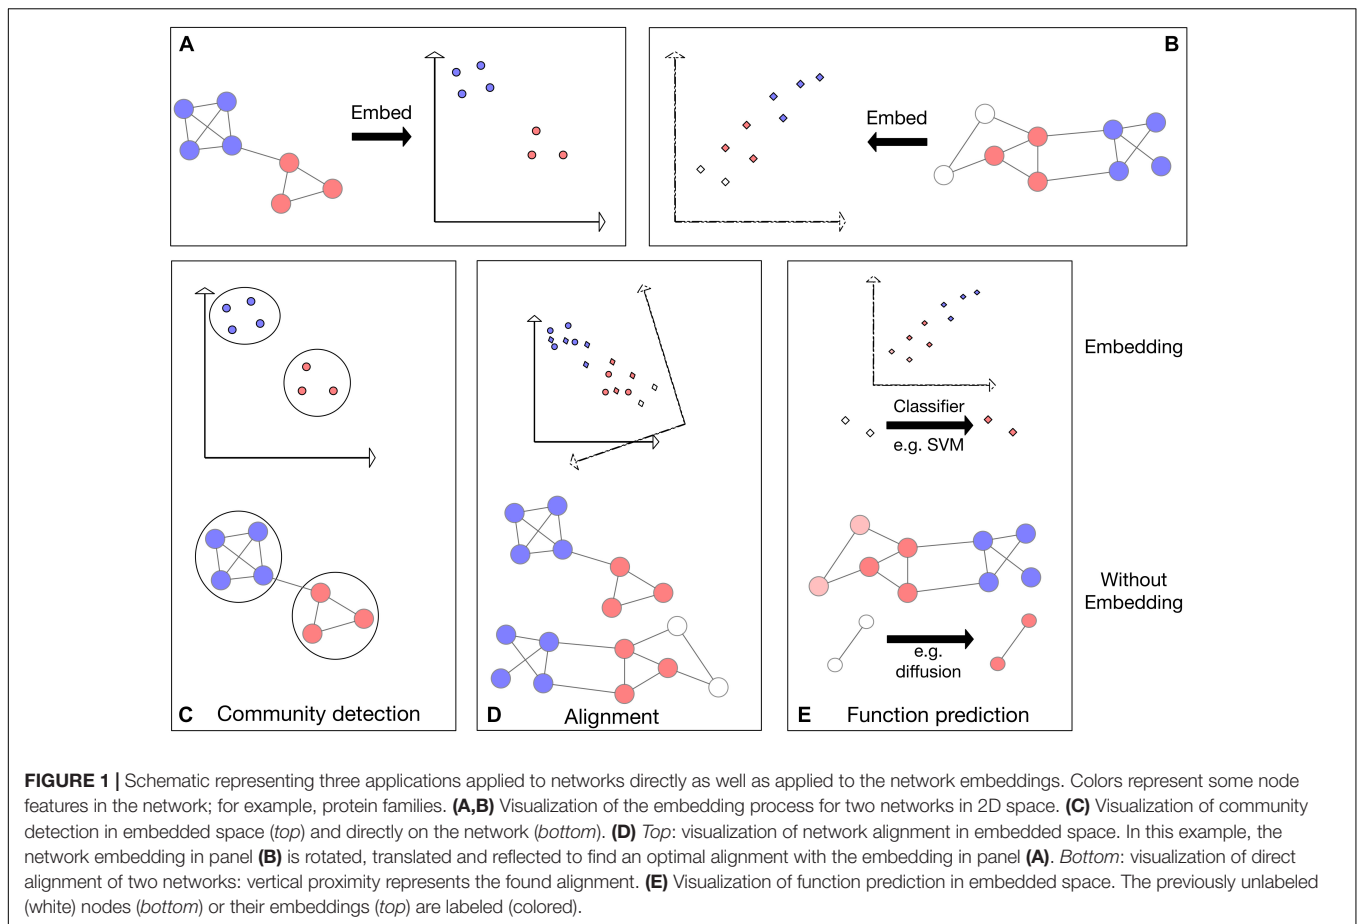 A
Embed
B
Embed
Embedding
Classifier
e.g. SVM
Without
Embedding
e.g.
diffusion
C Community detection
D Alignment
E Function prediction
FIGURE 1 | Schematic representing three applications applied to networks directly as well as applied to the network embeddings. Colors represent some node
features in the network; for example, protein families. (A,B) Visualization of the embedding process for two networks in 2D space. (C) Visualization of community
detection in embedded space (top) and directly on the network (bottom). (D) Top: visualization of network alignment in embedded space. In this example, the
network embedding in panel (B) is rotated, translated and reflected to find an optimal alignment with the embedding in panel (A). Bottom: visualization of direct
alignment of two networks: vertical proximity represents the found alignment. (E) Visualization of function prediction in embedded space. The previously unlabeled
(white) nodes (bottom) or their embeddings (top) are labeled (colored).